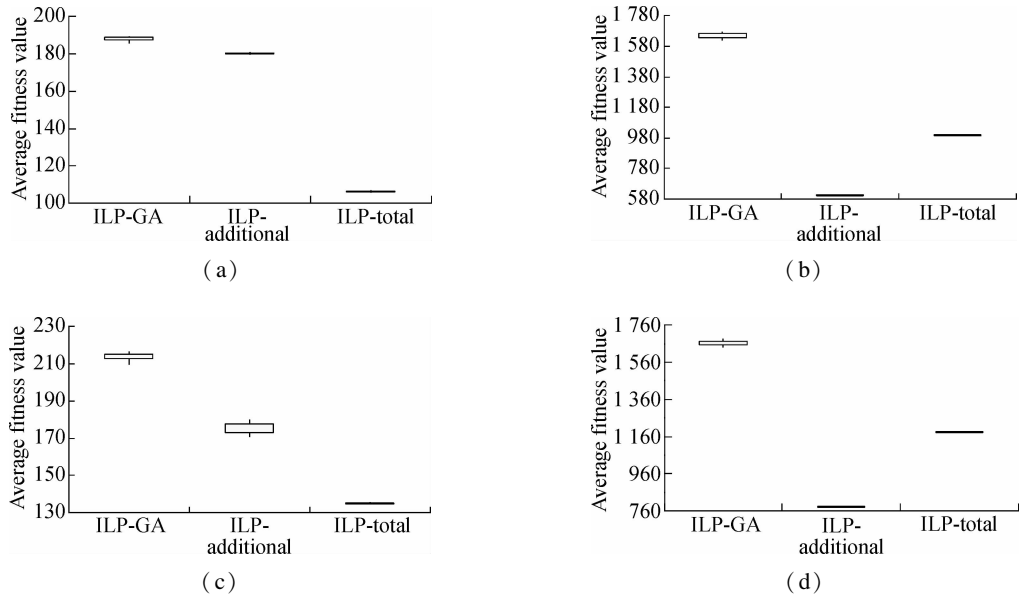 Average fitness value
200
180
160
140
120
100
ILP-GA
ILP-
additional
ILP-total
(a)
Average fitness value
1 780
1 580
1 380
1 180
980
780
580
ILP-GA
ILP-
additional
ILP-total
(b)
Average fitness value
230
210
190
170
150
130
ILP-GA
ILP-
additional
ILP-total
(c)
Average fitness value
1 760
1 560
1 360
1 160
960
760
ILP-GA
ILP-
additional
ILP-total
(d)